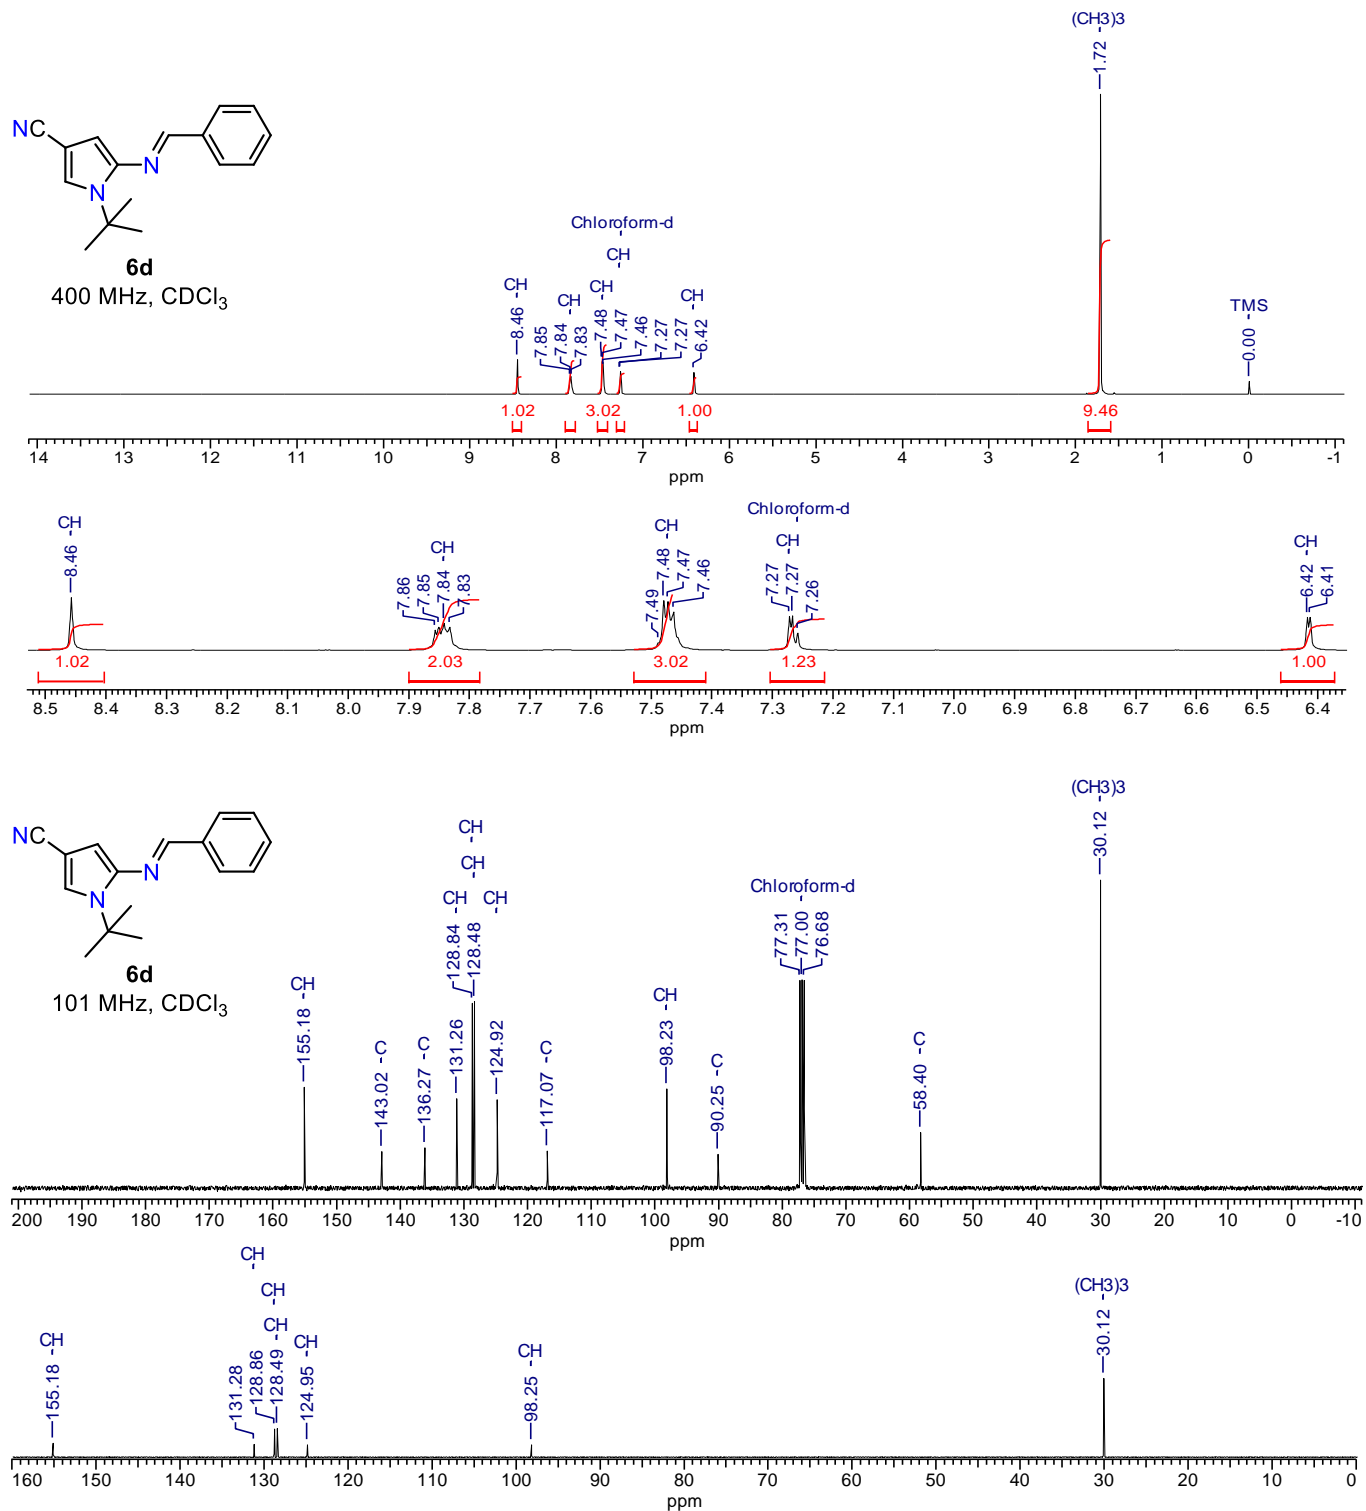 (CH3)3
1.72
NC
N
N
6d
400 MHz, CDCl3
Chloroform-d
CH
CH CH CH CH
8.46 7.85 7.84 7.83 7.48 7.47 7.46 7.27 7.27 6.42
TMS
0.00
1.02 3.02 1.00 9.46
14 13 12 11 10 9 8 7 6 5 4 3 2 1 0 -1
ppm
Chloroform-d
CH CH CH CH CH
8.46 7.86 7.85 7.84 7.83 7.49 7.48 7.47 7.46 7.27 7.27 7.26 6.42 6.41
1.02 2.03 3.02 1.23 1.00
8.5 8.4 8.3 8.2 8.1 8.0 7.9 7.8 7.7 7.6 7.5 7.4 7.3 7.2 7.1 7.0 6.9 6.8 6.7 6.6 6.5 6.4
ppm
(CH3)3
30.12
NC
N
N
6d
101 MHz, CDCl3
CH
CH
CH CH
Chloroform-d
77.31 77.00 76.68
CH C C CH C C
155.18 143.02 136.27 131.26 128.84 128.48 124.92 117.07 98.23 90.25 58.40
200 190 180 170 160 150 140 130 120 110 100 90 80 70 60 50 40 30 20 10 0 -10
ppm
CH
CH
CH
CH CH CH
(CH3)3
155.18 131.28 128.86 128.49 124.95 98.25 30.12
160 150 140 130 120 110 100 90 80 70 60 50 40 30 20 10 0
ppm